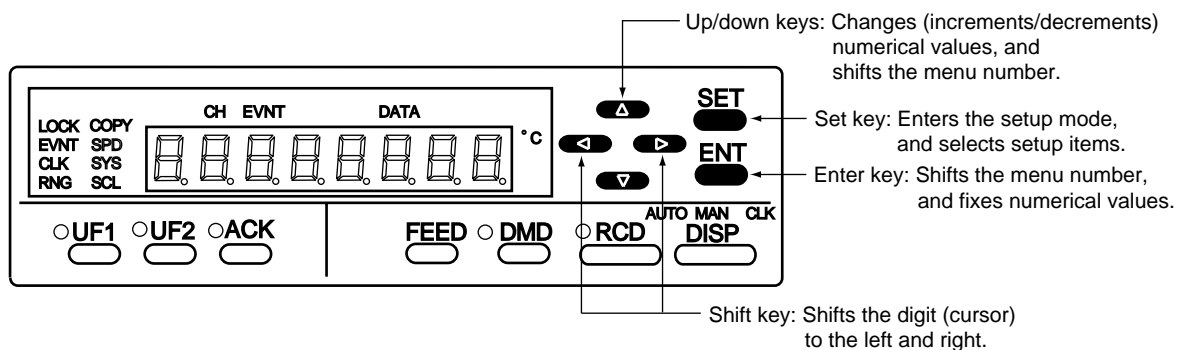 Up/down keys: Changes (increments/decrements)
numerical values, and
shifts the menu number.
CH EVNT DATA
SET
LOCK COPY
EVNT SPD
CLK SYS
RNG SCL
°C
Set key: Enters the setup mode,
and selects setup items.
ENT
Enter key: Shifts the menu number,
and fixes numerical values.
AUTO MAN CLK
UF1 UF2 ACK FEED DMD RCD DISP
Shift key: Shifts the digit (cursor)
to the left and right.